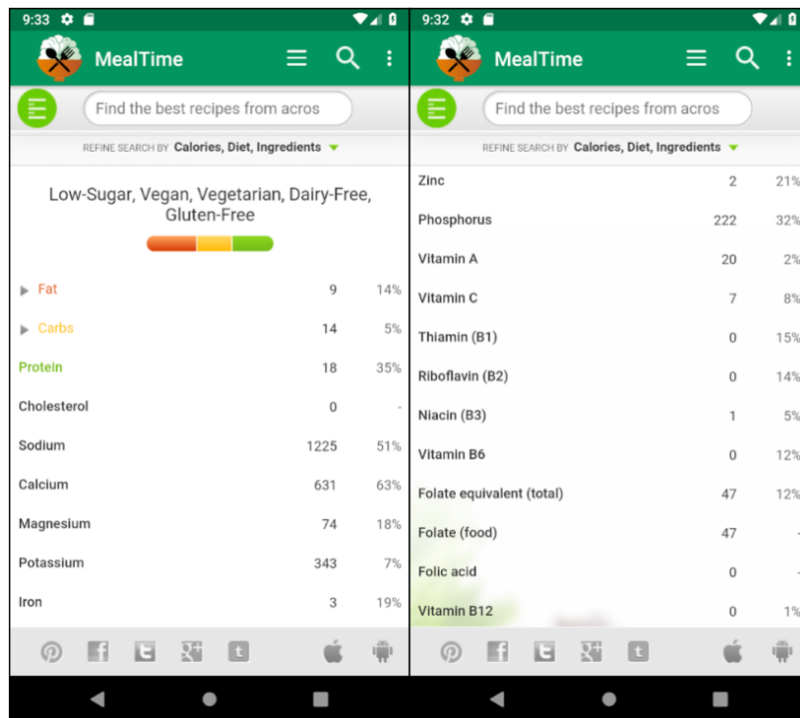 9:33
MealTime
Find the best recipes from acros
REFINE SEARCH BY Calories, Diet, Ingredients
Low-Sugar, Vegan, Vegetarian, Dairy-Free,
Gluten-Free
Fat 9 14%
Carbs 14 5%
Protein 18 35%
Cholesterol 0 -
Sodium 1225 51%
Calcium 631 63%
Magnesium 74 18%
Potassium 343 7%
Iron 3 19%
9:32
MealTime
Find the best recipes from acros
REFINE SEARCH BY Calories, Diet, Ingredients
Zinc 2 21%
Phosphorus 222 32%
Vitamin A 20 2%
Vitamin C 7 8%
Thiamin (B1) 0 15%
Riboflavin (B2) 0 14%
Niacin (B3) 1 5%
Vitamin B6 0 12%
Folate equivalent (total) 47 12%
Folate (food) 47 -
Folic acid 0 -
Vitamin B12 0 1%